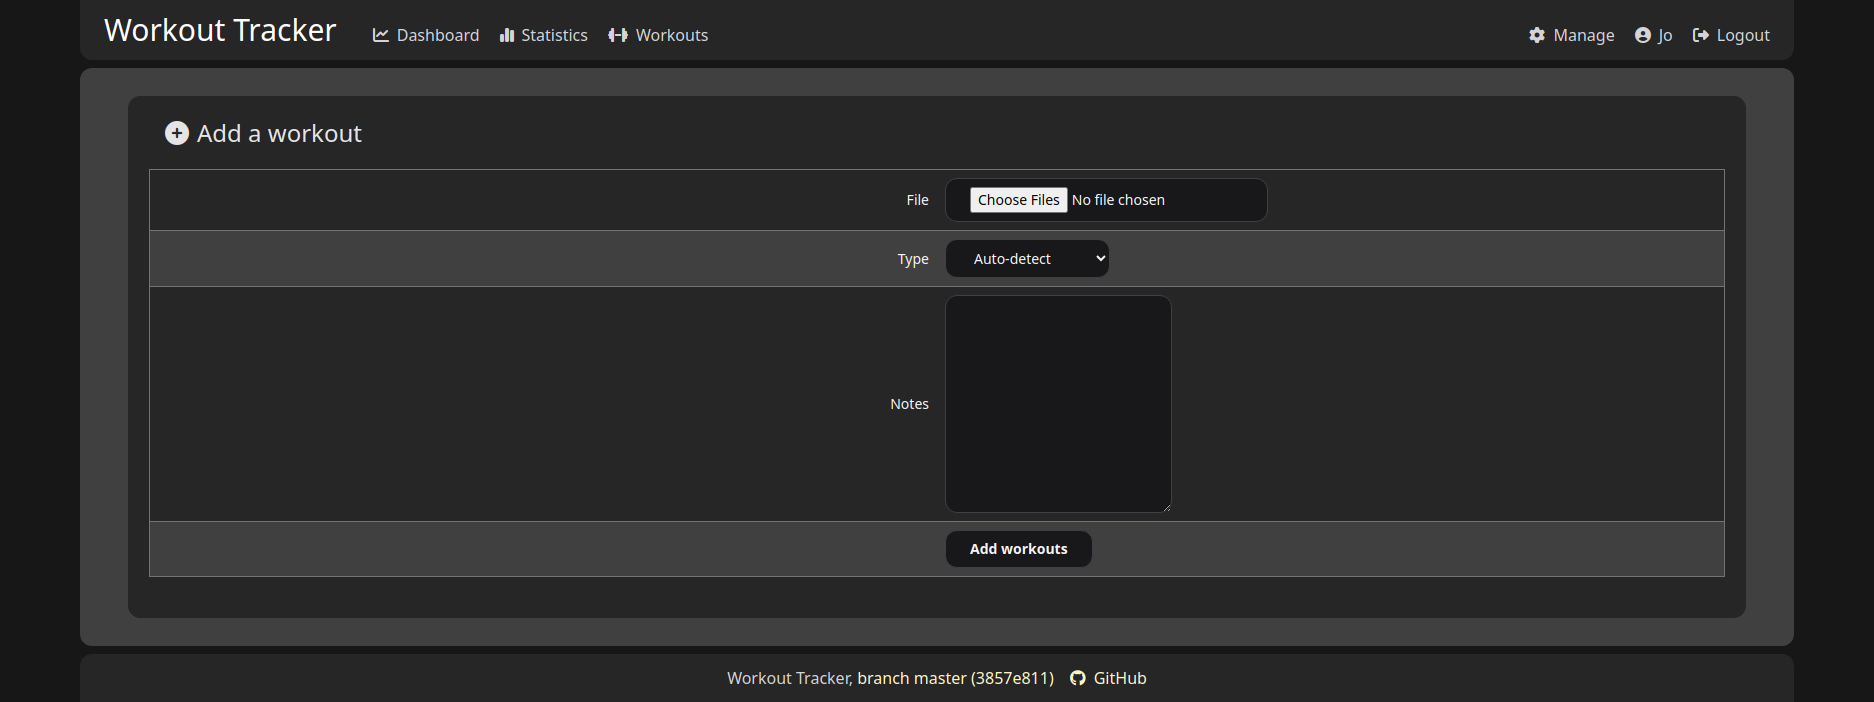 Workout Tracker Dashboard Statistics Workouts Manage Jo Logout
Add a workout
File Choose Files No file chosen
Type Auto-detect
Notes
Add workouts
Workout Tracker, branch master (3857e811) GitHub